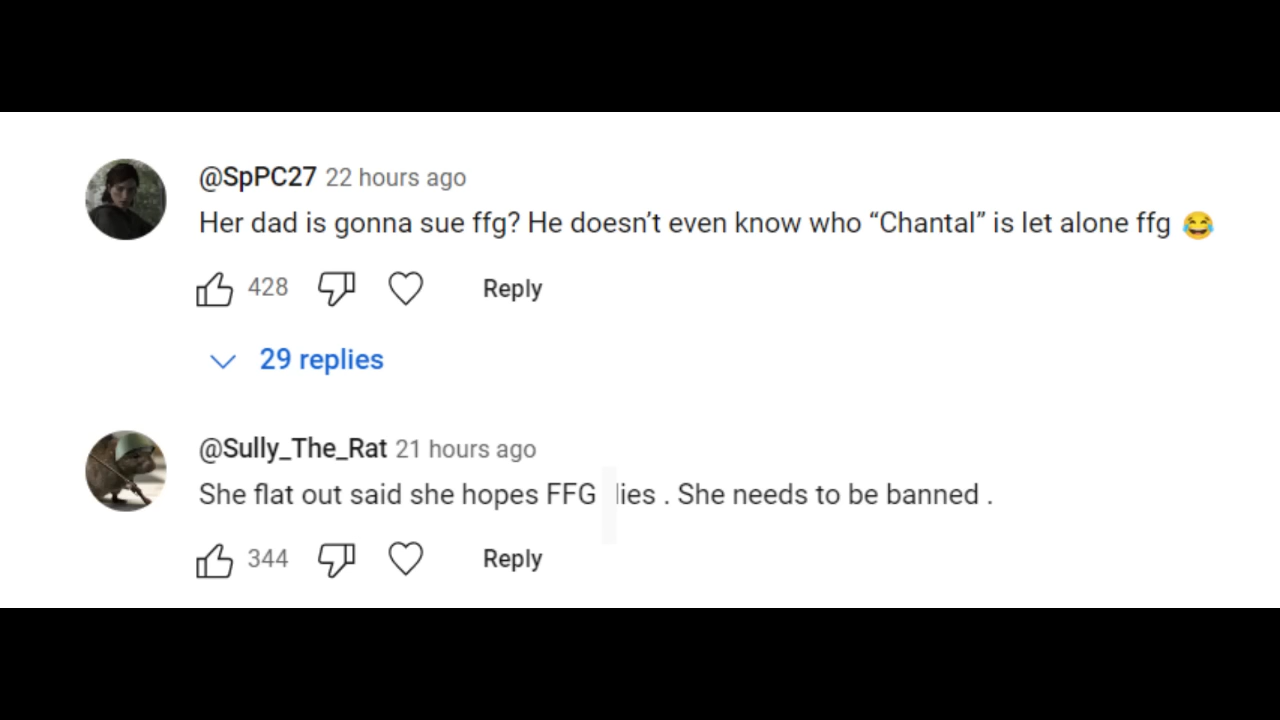 @SpPC27 22 hours ago
Her dad is gonna sue ffg? He doesn’t even know who “Chantal” is let alone ffg 😂
428 Reply
29 replies
@Sully_The_Rat 21 hours ago
She flat out said she hopes FFG . She needs to be banned .
344 Reply